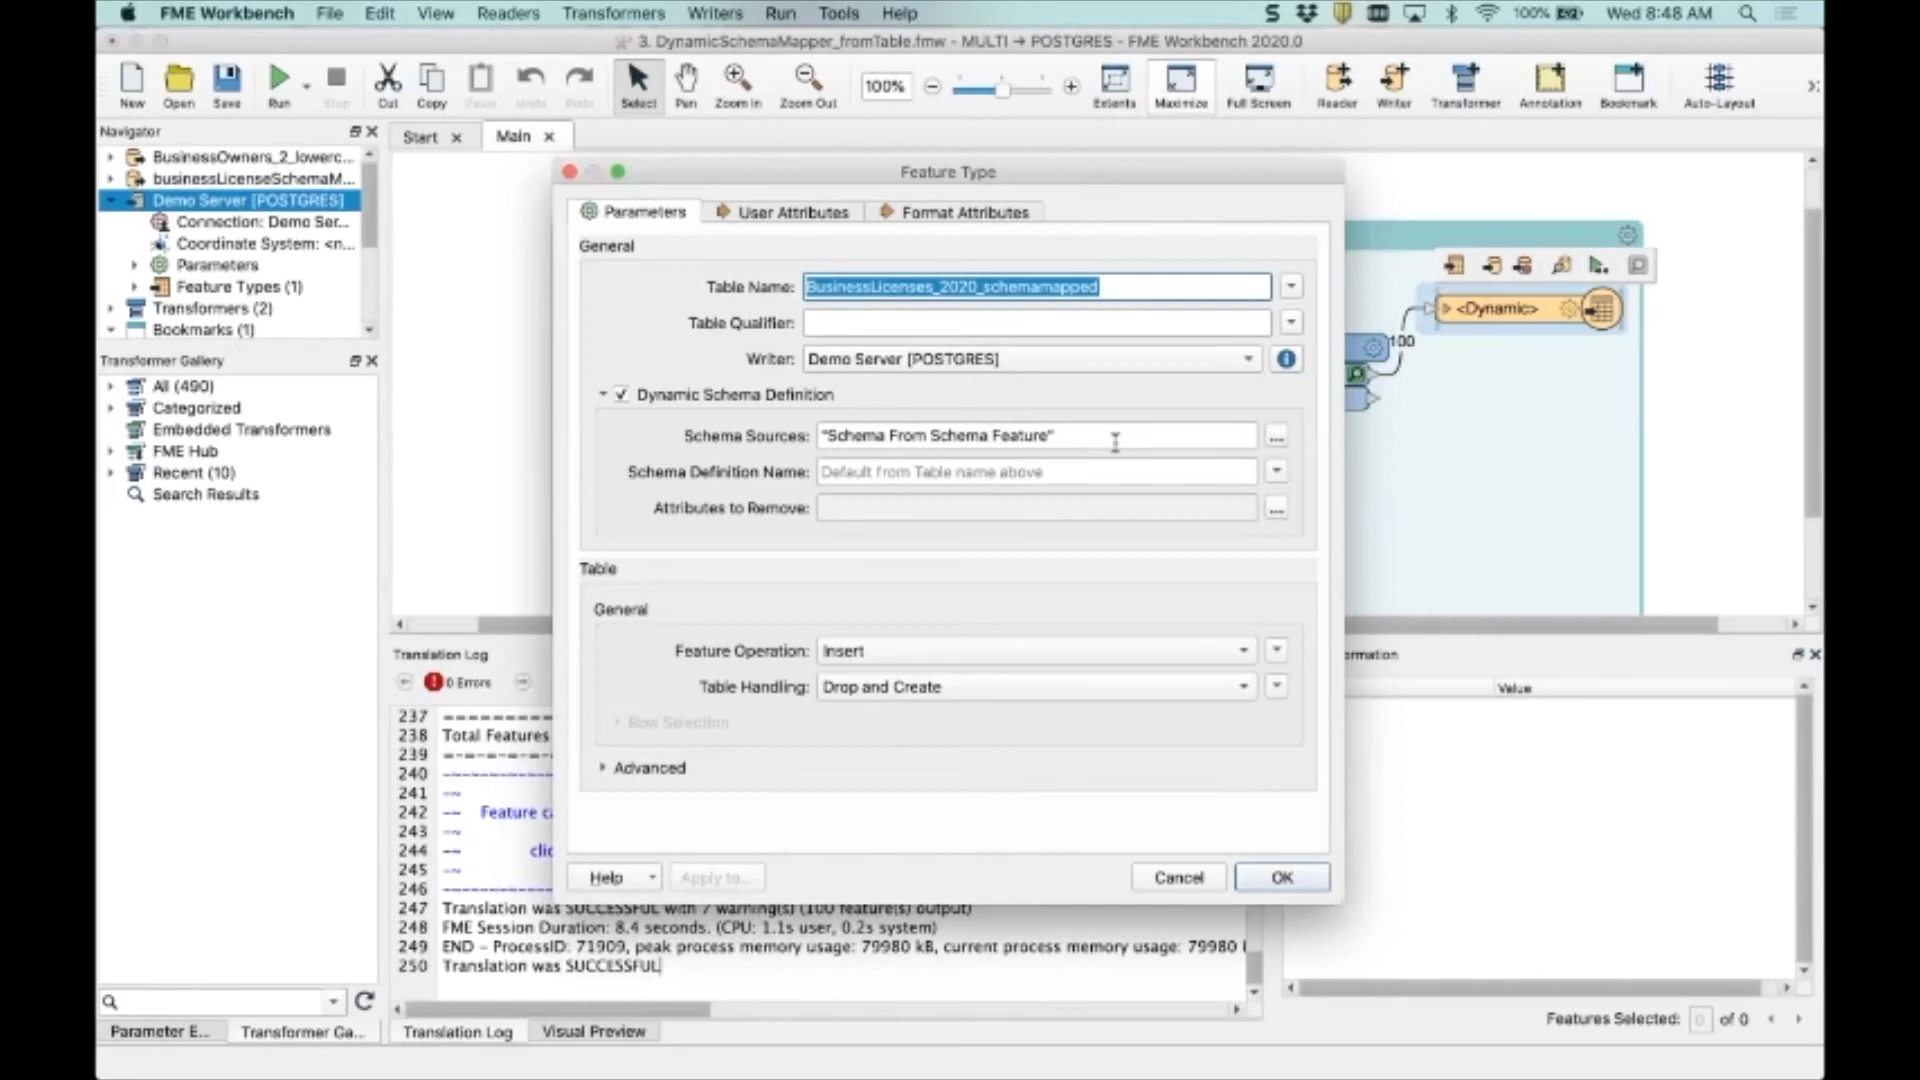 FME Workbench File Edit View Readers Transformers Writers Run Tools Help
100% Wed 8:48 AM
3. DynamicSchemaMapper_fromTable.fmw - MULTI → POSTGRES - FME Workbench 2020.0
New Open Save Run Stop Cut Copy Paste Undo Redo Select Pan Zoom In Zoom Out 100% Extents Maximize Full Screen Reader Writer Transformer Annotation Bookmark Auto-Layout
Navigator
Start
Main
BusinessOwners_2_lowerc...
businessLicenseSchemaM...
Demo Server [POSTGRES]
Connection: Demo Ser...
Coordinate System: <n...
Parameters
Feature Types (1)
Transformers (2)
Bookmarks (1)
Transformer Gallery
All (490)
Categorized
Embedded Transformers
FME Hub
Recent (10)
Search Results
Parameter E...
Transformer Ga...
Feature Type
Parameters
User Attributes
Format Attributes
General
Table Name: BusinessLicenses_2020_schemamapped
Table Qualifier:
Writer: Demo Server [POSTGRES]
Dynamic Schema Definition
Schema Sources: "Schema From Schema Feature"
...
Schema Definition Name: Default from Table name above
Attributes to Remove:
...
Table
General
Feature Operation: Insert
Table Handling: Drop and Create
Row Selection
Advanced
Help
Apply to...
Cancel
OK
<Dynamic>
100
Translation Log
0 Errors
237
238 Total Features
239
240
241
242 Feature ca
243
244 clic
245
246
247 Translation was SUCCESSFUL with 7 warning(s) (100 feature(s) output)
248 FME Session Duration: 8.4 seconds. (CPU: 1.1s user, 0.2s system)
249 END - ProcessID: 71909, peak process memory usage: 79980 kB, current process memory usage: 79980
250 Translation was SUCCESSFUL
Translation Log
Visual Preview
ormation
Value
Features Selected: 0 of 0